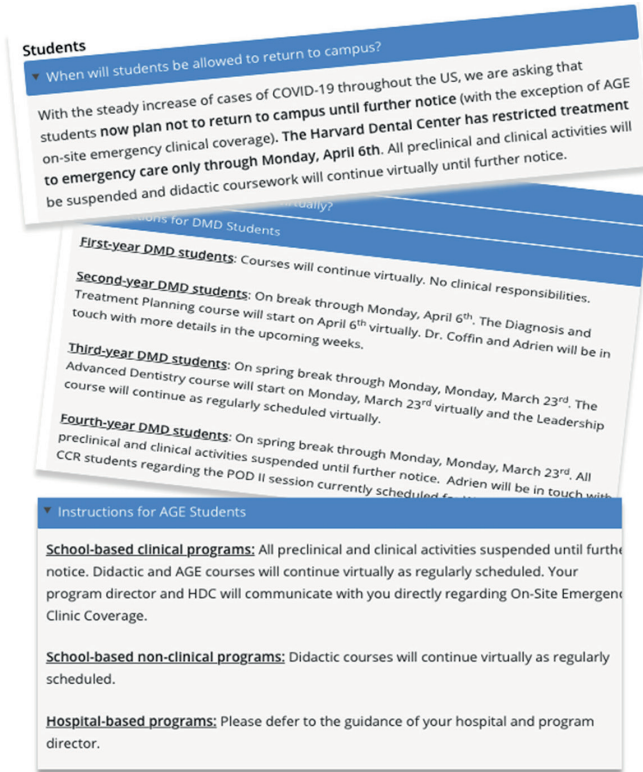 Students
When will students be allowed to return to campus?
With the steady increase of cases of COVID-19 throughout the US, we are asking that
students now plan not to return to campus until further notice (with the exception of AGE
on-site emergency clinical coverage). The Harvard Dental Center has restricted treatment
to emergency care only through Monday, April 6th. All preclinical and clinical activities will
be suspended and didactic coursework will continue virtually until further notice.
for DMD Students
First-year DMD students: Courses will continue virtually. No clinical responsibilities.
Second-year DMD students: On break through Monday, April 6th. The Diagnosis and
Treatment Planning course will start on April 6th virtually. Dr. Coffin and Adrien will be in
touch with more details in the upcoming weeks.
Third-year DMD students: On spring break through Monday, Monday, March 23rd. The
Advanced Dentistry course will start on Monday, March 23rd virtually and the Leadership
course will continue as regularly scheduled virtually.
Fourth-year DMD students: On spring break through Monday, Monday, March 23rd. All
preclinical and clinical activities suspended until further notice. Adrien will be in touch with
CCR students regarding the POD II session currently scheduled
Instructions for AGE Students
School-based clinical programs: All preclinical and clinical activities suspended until furthe
notice. Didactic and AGE courses will continue virtually as regularly scheduled. Your
program director and HDC will communicate with you directly regarding On-Site Emergenc
Clinic Coverage.
School-based non-clinical programs: Didactic courses will continue virtually as regularly
scheduled.
Hospital-based programs: Please defer to the guidance of your hospital and program
director.